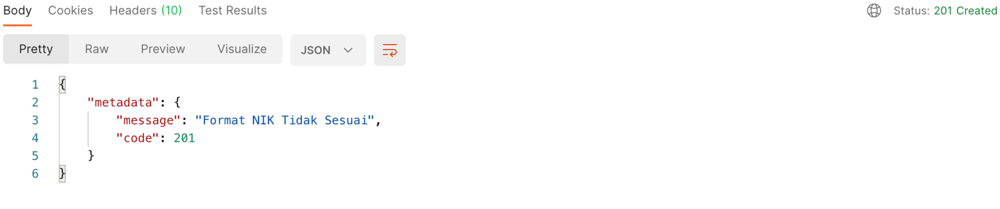 Body Cookies Headers (10) Test Results Status: 201 Created
Pretty Raw Preview Visualize JSON
1 {
2 "metadata": {
3 "message": "Format NIK Tidak Sesuai",
4 "code": 201
5 }
6 }